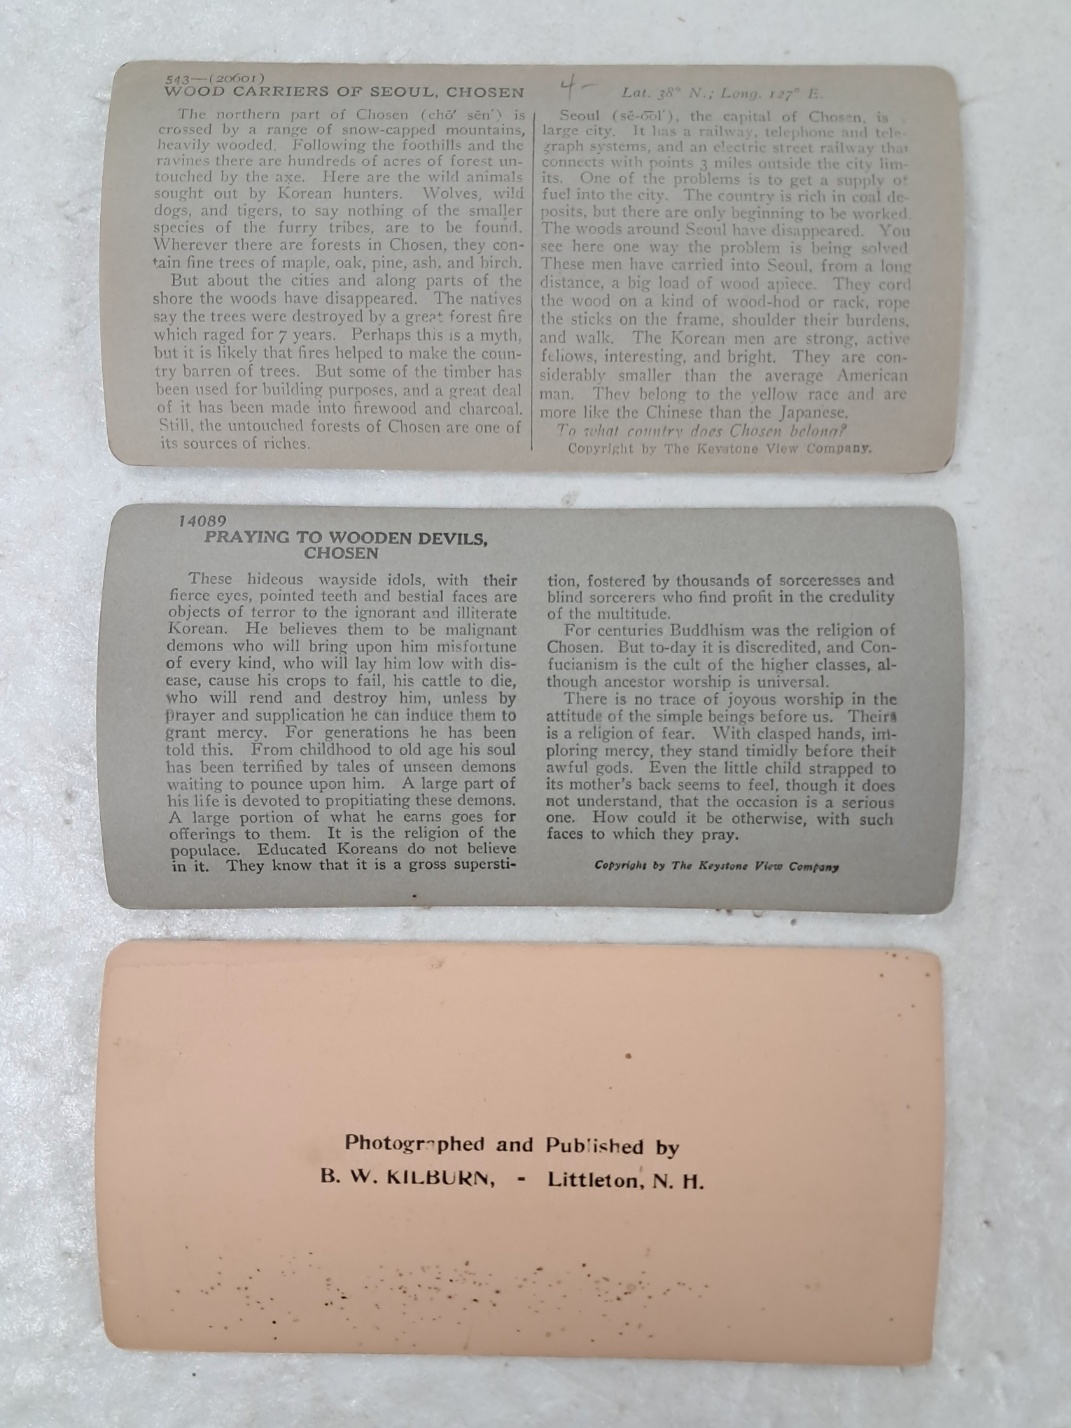 543—(20601)
WOOD CARRIERS OF SEOUL, CHOSEN
4-
Lat. 38° N.; Long. 127° E.
The northern part of Chosen (chō′ sĕn′) is
crossed by a range of snow-capped mountains,
heavily wooded. Following the foothills and the
ravines there are hundreds of acres of forest un-
touched by the axe. Here are the wild animals
sought out by Korean hunters. Wolves, wild
dogs, and tigers, to say nothing of the smaller
species of the furry tribes, are to be found.
Wherever there are forests in Chosen, they con-
tain fine trees of maple, oak, pine, ash, and birch.
But about the cities and along parts of the
shore the woods have disappeared. The natives
say the trees were destroyed by a great forest fire
which raged for 7 years. Perhaps this is a myth,
but it is likely that fires helped to make the coun-
try barren of trees. But some of the timber has
been used for building purposes, and a great deal
of it has been made into firewood and charcoal.
Still, the untouched forests of Chosen are one of
its sources of riches.
Seoul (sē-ōōl′), the capital of Chosen, is
large city. It has a railway, telephone and tele-
graph systems, and an electric street railway that
connects with points 3 miles outside the city lim-
its. One of the problems is to get a supply of
fuel into the city. The country is rich in coal de-
posits, but there are only beginning to be worked
The woods around Seoul have disappeared. You
see here one way the problem is being solved
These men have carried into Seoul, from a long
distance, a big load of wood apiece. They cord
the wood on a kind of wood-hod or rack, rope
the sticks on the frame, shoulder their burdens,
and walk. The Korean men are strong, active
fellows, interesting, and bright. They are con-
siderably smaller than the average American
man. They belong to the yellow race and are
more like the Chinese than the Japanese.
To what country does Chosen belong?
Copyright by The Keystone View Company.
14089
PRAYING TO WOODEN DEVILS,
CHOSEN
These hideous wayside idols, with their
fierce eyes, pointed teeth and bestial faces are
objects of terror to the ignorant and illiterate
Korean. He believes them to be malignant
demons who will bring upon him misfortune
of every kind, who will lay him low with dis-
ease, cause his crops to fail, his cattle to die,
who will rend and destroy him, unless by
prayer and supplication he can induce them to
grant mercy. For generations he has been
told this. From childhood to old age his soul
has been terrified by tales of unseen demons
waiting to pounce upon him. A large part of
his life is devoted to propitiating these demons.
A large portion of what he earns goes for
offerings to them. It is the religion of the
populace. Educated Koreans do not believe
in it. They know that it is a gross supersti-
tion, fostered by thousands of sorceresses and
blind sorcerers who find profit in the credulity
of the multitude.
For centuries Buddhism was the religion of
Chosen. But to-day it is discredited, and Con-
fucianism is the cult of the higher classes, al-
though ancestor worship is universal.
There is no trace of joyous worship in the
attitude of the simple beings before us. Theirs
is a religion of fear. With clasped hands, im-
ploring mercy, they stand timidly before their
awful gods. Even the little child strapped to
its mother's back seems to feel, though it does
not understand, that the occasion is a serious
one. How could it be otherwise, with such
faces to which they pray.
Copyright by The Keystone View Company
Photographed and Published by
B. W. KILBURN, - Littleton, N. H.